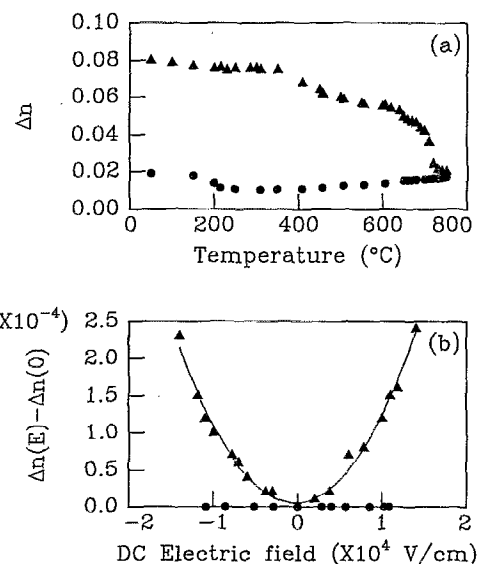 0.10
(a)
0.08
0.06
0.04
0.02
0.00
Δn
0 200 400 600 800
Temperature (°C)
X10⁻⁴)
2.5
(b)
2.0
1.5
1.0
0.5
0.0
Δn(E)−Δn(0)
−2 −1 0 1 2
DC Electric field (X10⁴ V/cm)